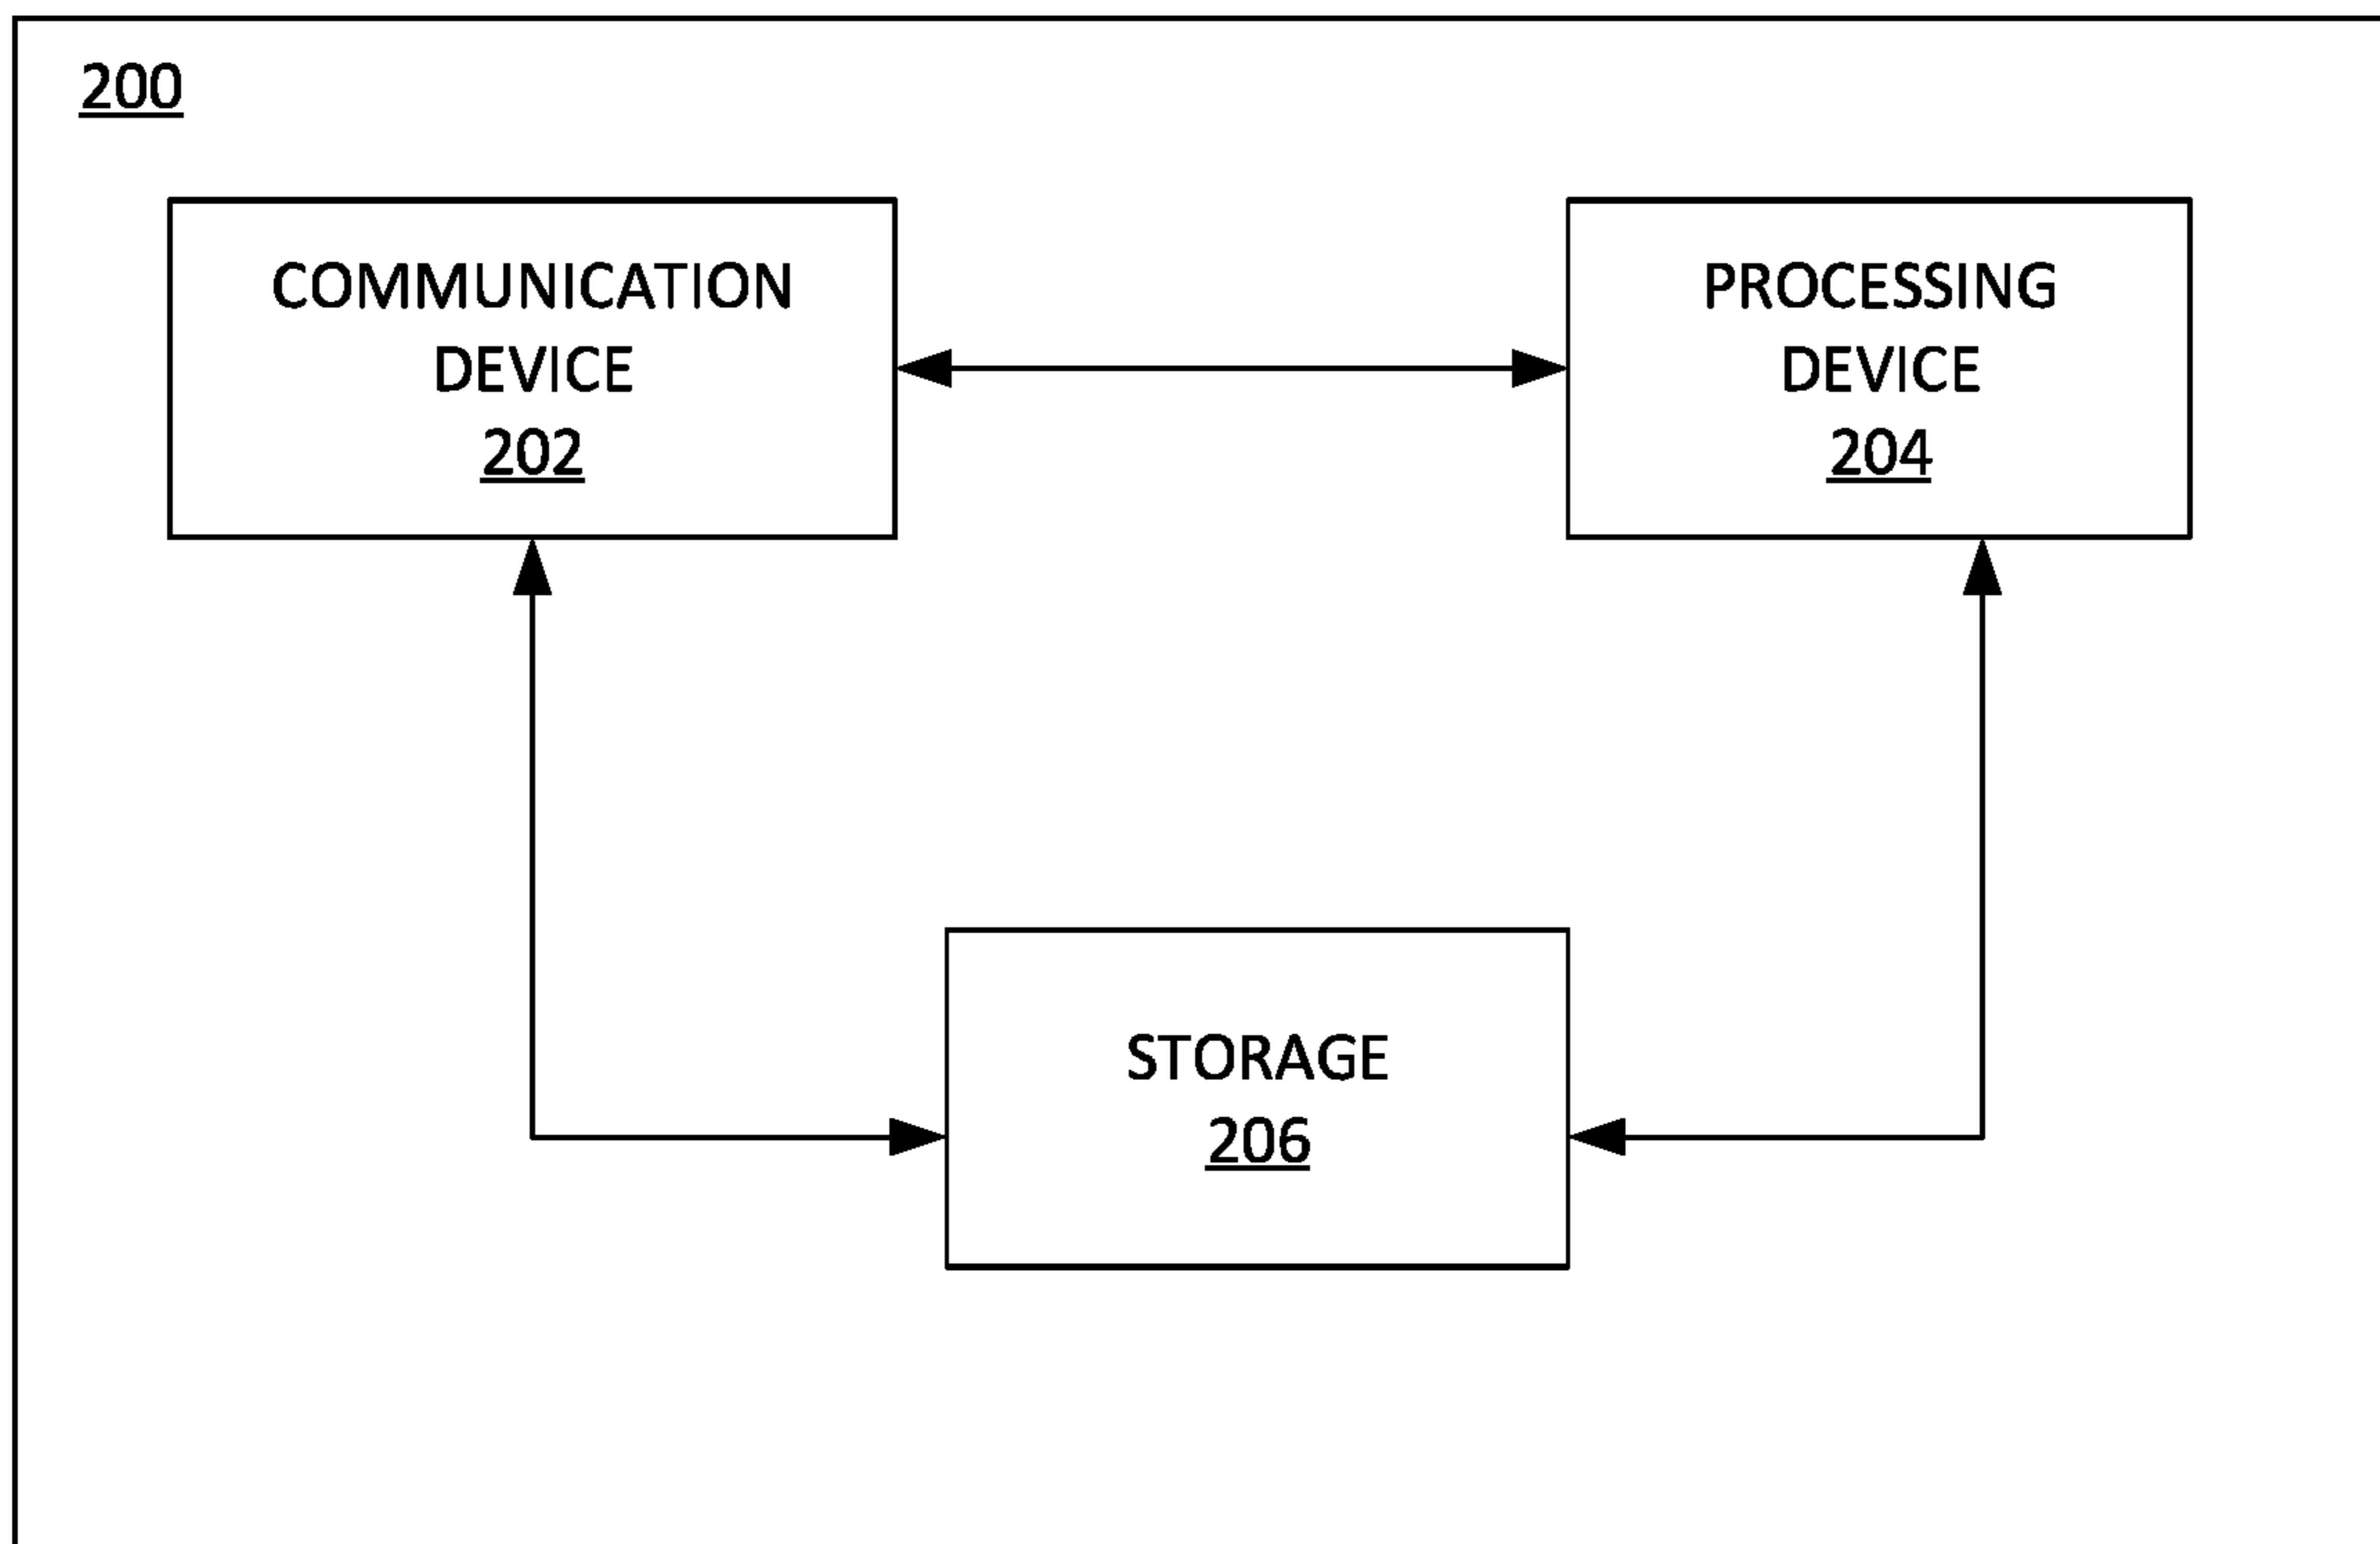 200
COMMUNICATION
DEVICE
202
PROCESSING
DEVICE
204
STORAGE
206